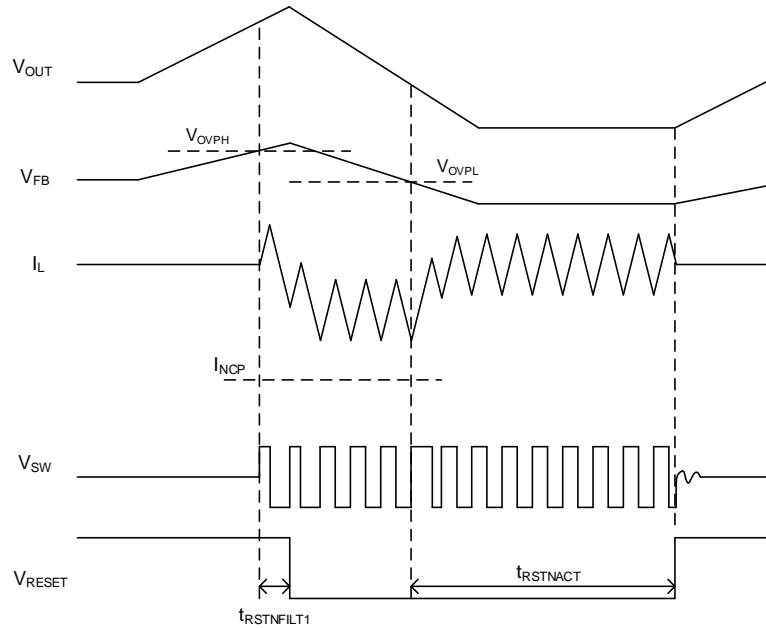 VOUT
VOVPH
VOVPL
VFB
IL
INCP
VSW
tRSTNACT
VRESET
tRSTNFILT1